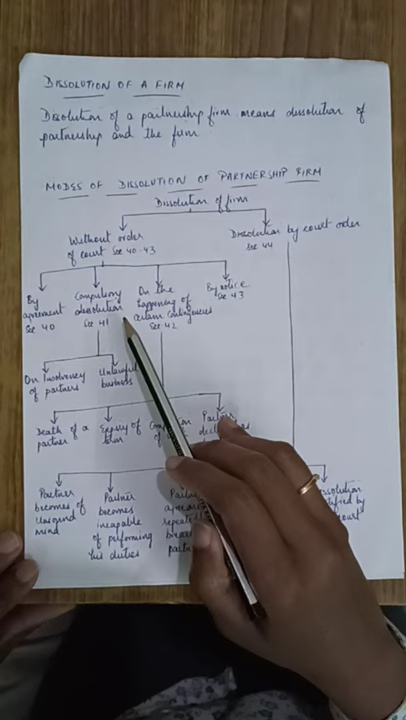 DISSOLUTION OF A FIRM
Dissolution of a partnership firm means dissolution of
partnership and the firm
MODES OF DISSOLUTION OF PARTNERSHIP FIRM
Dissolution of firm
Without order
of court Sec 40-43
Dissolution by court order
Sec 44
By
agreement
Sec 40
Compulsory
dissolution
Sec 41
On the
happening of
certain contingencies
Sec 42
By notice
Sec 43
On Insolvency
of partners
Unlawful
business
Death of a
partner
Expiry of
Partner
Partner
becomes of
Unsound
mind
Partner
becomes
incapable
of performing
his duties
court